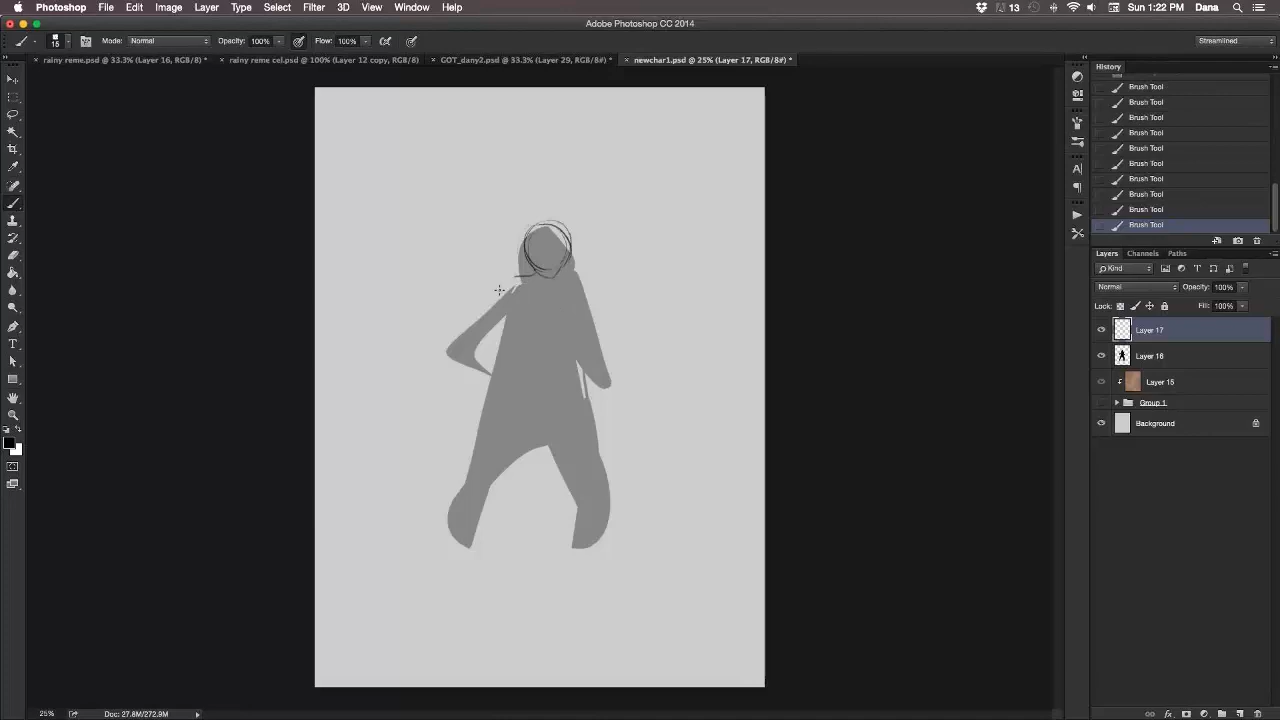 Photoshop File Edit Image Layer Type Select Filter 3D View Window Help 13 Sun 1:22 PM Dana
Adobe Photoshop CC 2014
15 Mode: Normal Opacity: 100% Flow: 100% Streamlined
× rainy reme.psd @ 33.3% (Layer 16, RGB/8) * × rainy reme cel.psd @ 100% (Layer 12 copy, RGB/8) × GOT_dany2.psd @ 33.3% (Layer 29, RGB/8#) * × newchar1.psd @ 25% (Layer 17, RGB/8#) *
History
Brush Tool
Brush Tool
Brush Tool
Brush Tool
Brush Tool
Brush Tool
Brush Tool
Brush Tool
Brush Tool
Brush Tool
Layers Channels Paths
Kind
Normal Opacity: 100%
Lock: Fill: 100%
Layer 17
Layer 16
Layer 15
Group 1
Background
25% Doc: 27.6M/272.9M